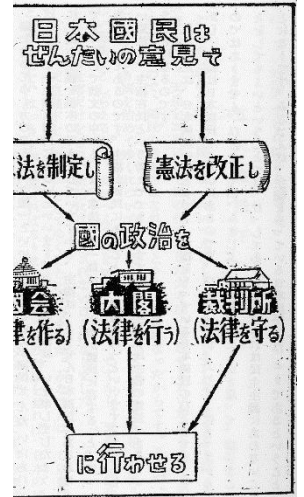 日本國民は
ぜんたいの意見で
法を制定し
憲法を改正し
國の政治を
会
内閣
裁判所
を作る)
(法律を行う)
(法律を守る)
に行わせる